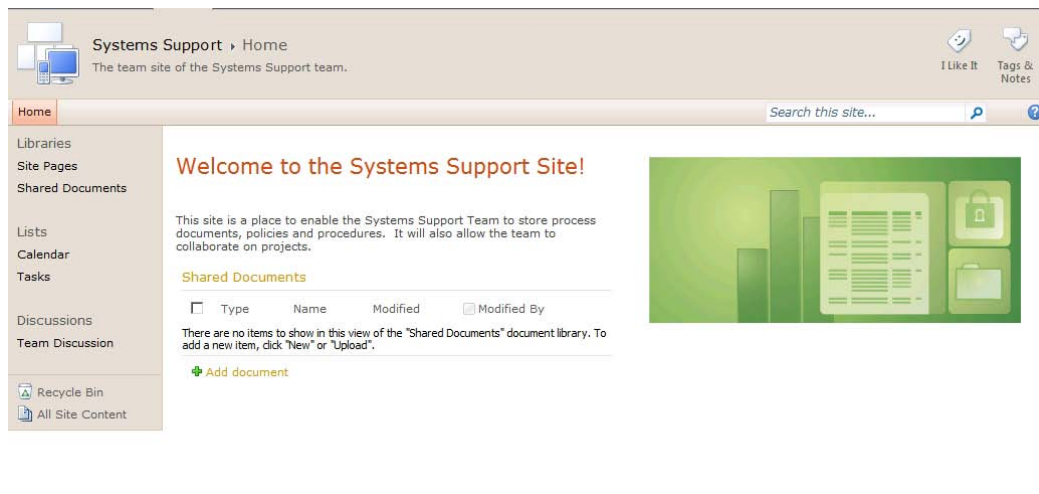 Systems Support ▸ Home
The team site of the Systems Support team.
I Like It
Tags &
Notes
Home
Search this site...
Libraries
Site Pages
Shared Documents
Lists
Calendar
Tasks
Discussions
Team Discussion
Recycle Bin
All Site Content
Welcome to the Systems Support Site!
This site is a place to enable the Systems Support Team to store process
documents, policies and procedures.  It will also allow the team to
collaborate on projects.
Shared Documents
Type Name Modified Modified By
There are no items to show in this view of the "Shared Documents" document library. To
add a new item, click "New" or "Upload".
Add document